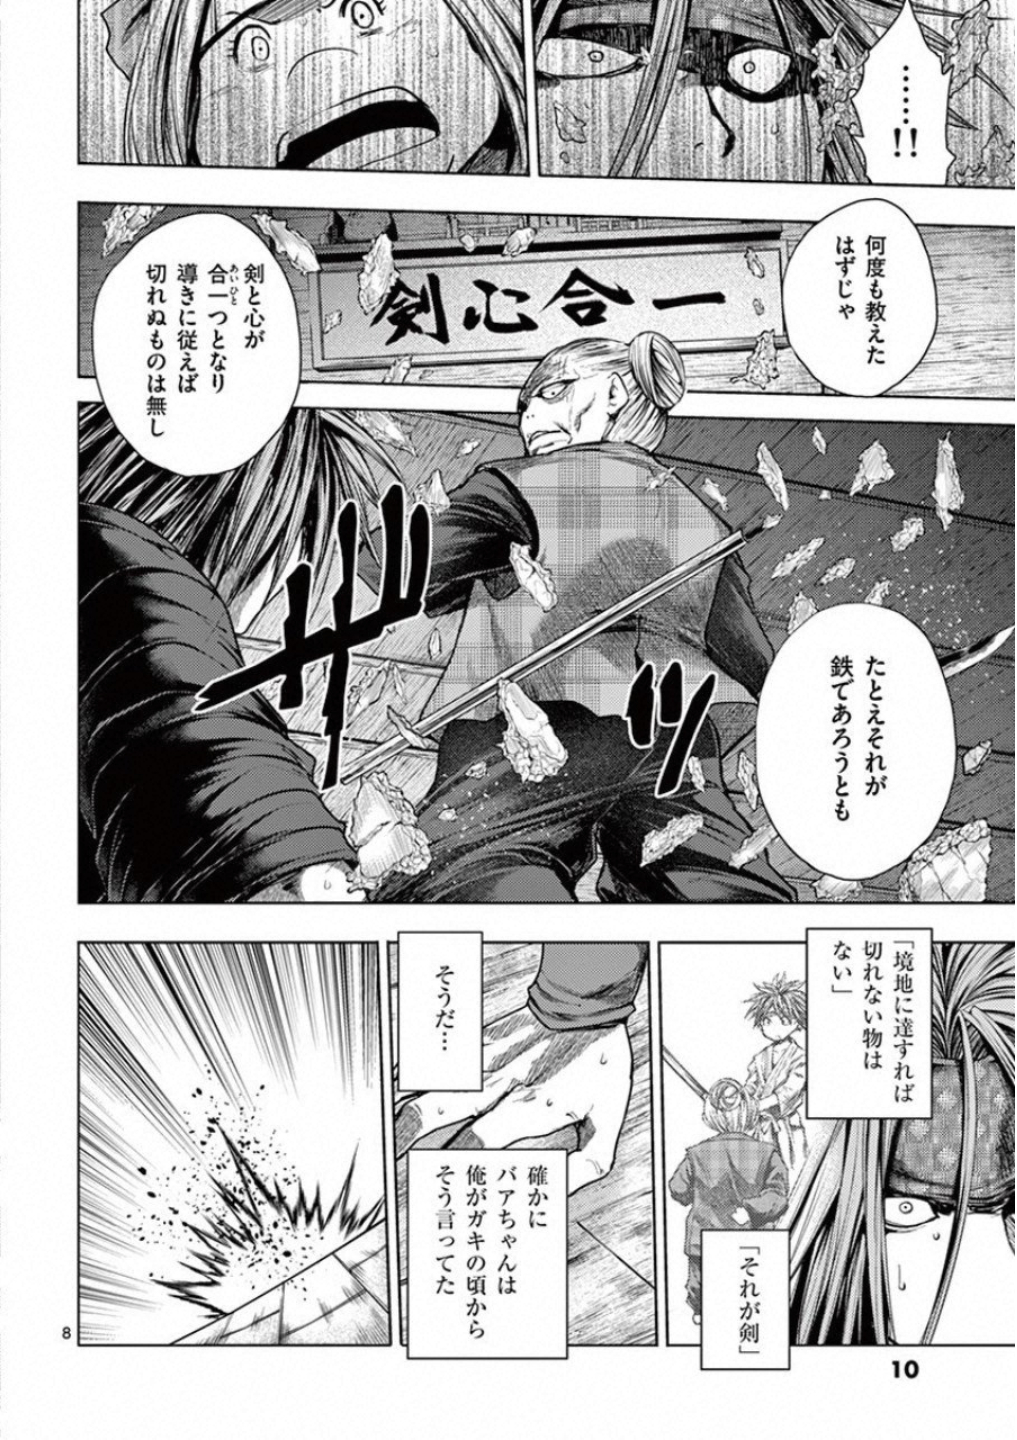 ……!!
何度も教えた
はずじゃ
剣心合一
剣と心が
合一つとなり
あいひと
導きに従えば
切れぬものは無し
ザッ
たとえそれが
鉄であろうとも
「境地に達すれば
切れない物は
ない」
「それが剣」
そうだ…
確かに
バアちゃんは
俺がガキの頃から
そう言ってた
8
10